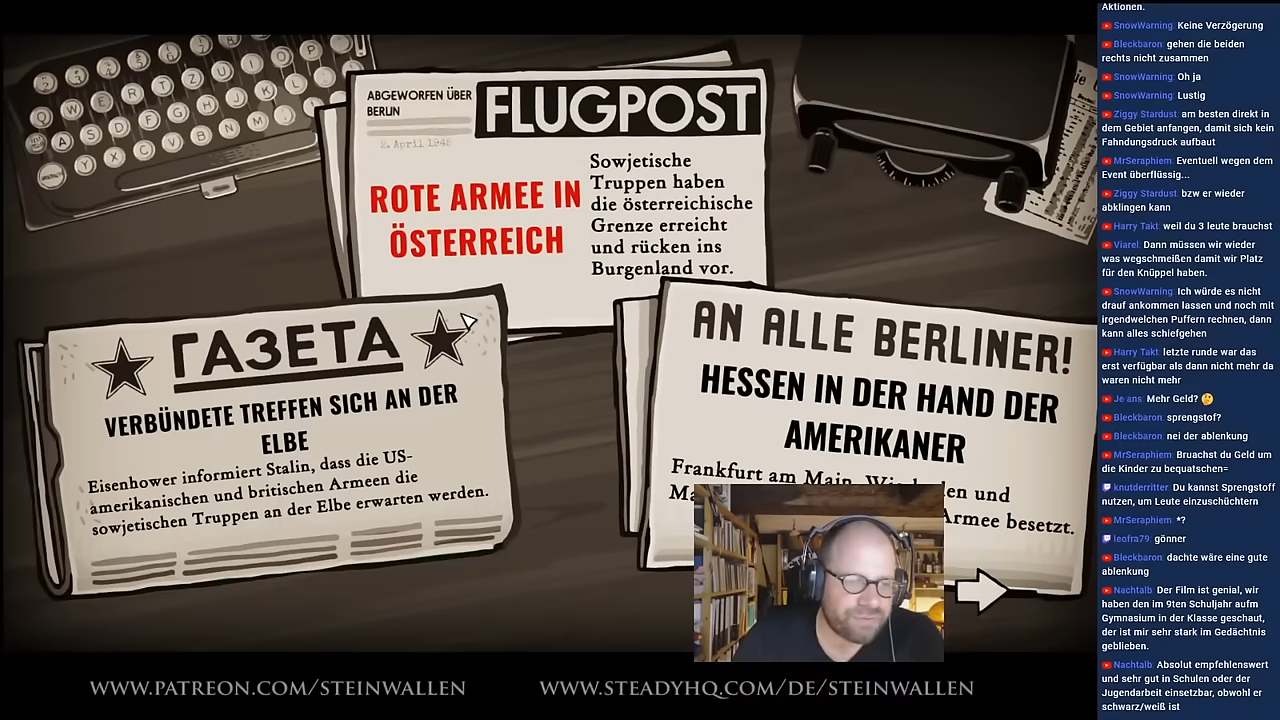 ABGEWORFEN ÜBER
BERLIN
FLUGPOST
2. April 1945
ROTE ARMEE IN
ÖSTERREICH
Sowjetische
Truppen haben
die österreichische
Grenze erreicht
und rücken ins
Burgenland vor.
ГАЗЕТА
VERBÜNDETE TREFFEN SICH AN DER
ELBE
Eisenhower informiert Stalin, dass die US-
amerikanischen und britischen Armeen die
sowjetischen Truppen an der Elbe erwarten werden.
AN ALLE BERLINER!
HESSEN IN DER HAND DER
AMERIKANER
Frankfurt am Main, und
Armee besetzt.
WWW.PATREON.COM/STEINWALLEN
WWW.STEADYHQ.COM/DE/STEINWALLEN
Aktionen.
SnowWarning: Keine Verzögerung
Bleckbaron gehen die beiden
rechts nicht zusammen
SnowWarning: Oh ja
SnowWarning: Lustig
Ziggy Stardust: am besten direkt in
dem Gebiet anfangen, damit sich kein
Fahndungsdruck aufbaut
MrSeraphiem: Eventuell wegen dem
Event überflüssig...
Ziggy Stardust: bzw er wieder
abklingen kann
Harry Takt: weil du 3 leute brauchst
Viarel: Dann müssen wir wieder
was wegschmeißen damit wir Platz
für den Knüppel haben.
SnowWarning: Ich würde es nicht
drauf ankommen lassen und noch mit
irgendwelchen Puffern rechnen, dann
kann alles schlefgehen
Harry Takt: letzte runde war das
erst verfügbar als dann nicht mehr da
waren nicht mehr
Je ans: Mehr Geld? 🤔
Bleckbaron: sprengstof?
Bleckbaron: nei der ablenkung
MrSeraphiem: Bruachst du Geld um
die Kinder zu bequatschen=
knutderritter: Du kannst Sprengstoff
nutzen, um Leute einzuschüchtern
MrSeraphiem: *?
leofra79: gönner
Bleckbaron: dachte wäre eine gute
ablenkung
Nachtalb: Der Film ist genial, wir
haben den im 9ten Schuljahr aufm
Gymnasium in der Klasse geschaut,
der ist mir sehr stark im Gedächtnis
geblieben.
Nachtalb: Absolut empfehlenswert
und sehr gut in Schulen oder der
Jugendarbeit einsetzbar, obwohl er
schwarz/weiß ist